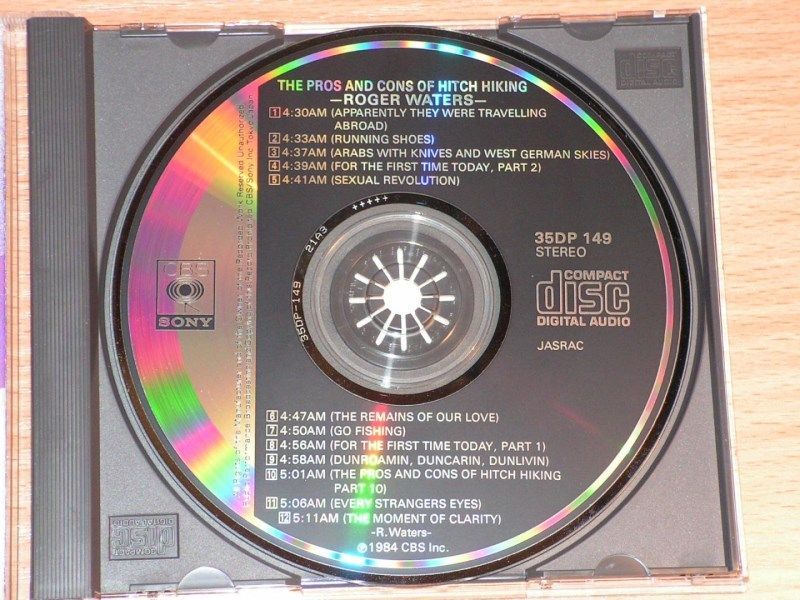 THE PROS AND CONS OF HITCH HIKING
—ROGER WATERS—
1 4:30AM (APPARENTLY THEY WERE TRAVELLING
ABROAD)
2 4:33AM (RUNNING SHOES)
3 4:37AM (ARABS WITH KNIVES AND WEST GERMAN SKIES)
4 4:39AM (FOR THE FIRST TIME TODAY, PART 2)
5 4:41AM (SEXUAL REVOLUTION)
35DP 149
STEREO
COMPACT
disc
DIGITAL AUDIO
JASRAC
CBS
SONY
35DP-149 21A3 +++++
6 4:47AM (THE REMAINS OF OUR LOVE)
7 4:50AM (GO FISHING)
8 4:56AM (FOR THE FIRST TIME TODAY, PART 1)
9 4:58AM (DUNROAMIN, DUNCARIN, DUNLIVIN)
10 5:01AM (THE PROS AND CONS OF HITCH HIKING
PART 10)
11 5:06AM (EVERY STRANGERS EYES)
12 5:11AM (THE MOMENT OF CLARITY)
-R.Waters-
Ⓟ1984 CBS Inc.
COMPACT
disc
DIGITAL AUDIO
COMPACT
disc
DIGITAL AUDIO